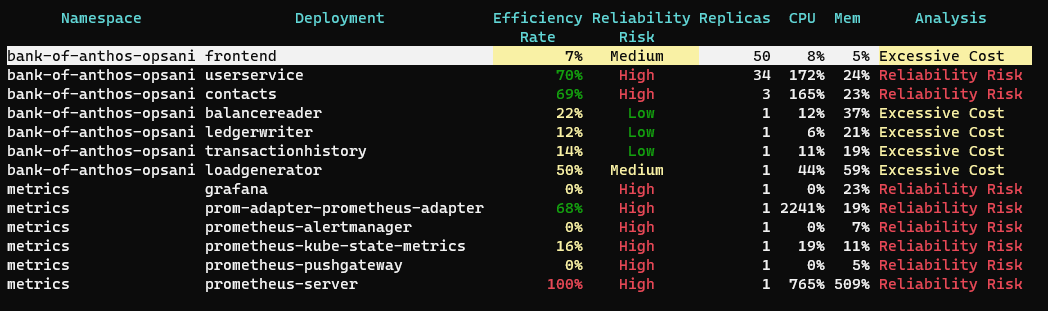 Namespace Deployment Efficiency Reliability Replicas CPU Mem Analysis
Rate Risk
bank-of-anthos-opsani frontend 7% Medium 50 8% 5% Excessive Cost
bank-of-anthos-opsani userservice 70% High 34 172% 24% Reliability Risk
bank-of-anthos-opsani contacts 69% High 3 165% 23% Reliability Risk
bank-of-anthos-opsani balancereader 22% Low 1 12% 37% Excessive Cost
bank-of-anthos-opsani ledgerwriter 12% Low 1 6% 21% Excessive Cost
bank-of-anthos-opsani transactionhistory 14% Low 1 11% 19% Excessive Cost
bank-of-anthos-opsani loadgenerator 50% Medium 1 44% 59% Excessive Cost
metrics grafana 0% High 1 0% 23% Reliability Risk
metrics prom-adapter-prometheus-adapter 68% High 1 2241% 19% Reliability Risk
metrics prometheus-alertmanager 0% High 1 0% 7% Reliability Risk
metrics prometheus-kube-state-metrics 16% High 1 19% 11% Reliability Risk
metrics prometheus-pushgateway 0% High 1 0% 5% Reliability Risk
metrics prometheus-server 100% High 1 765% 509% Reliability Risk